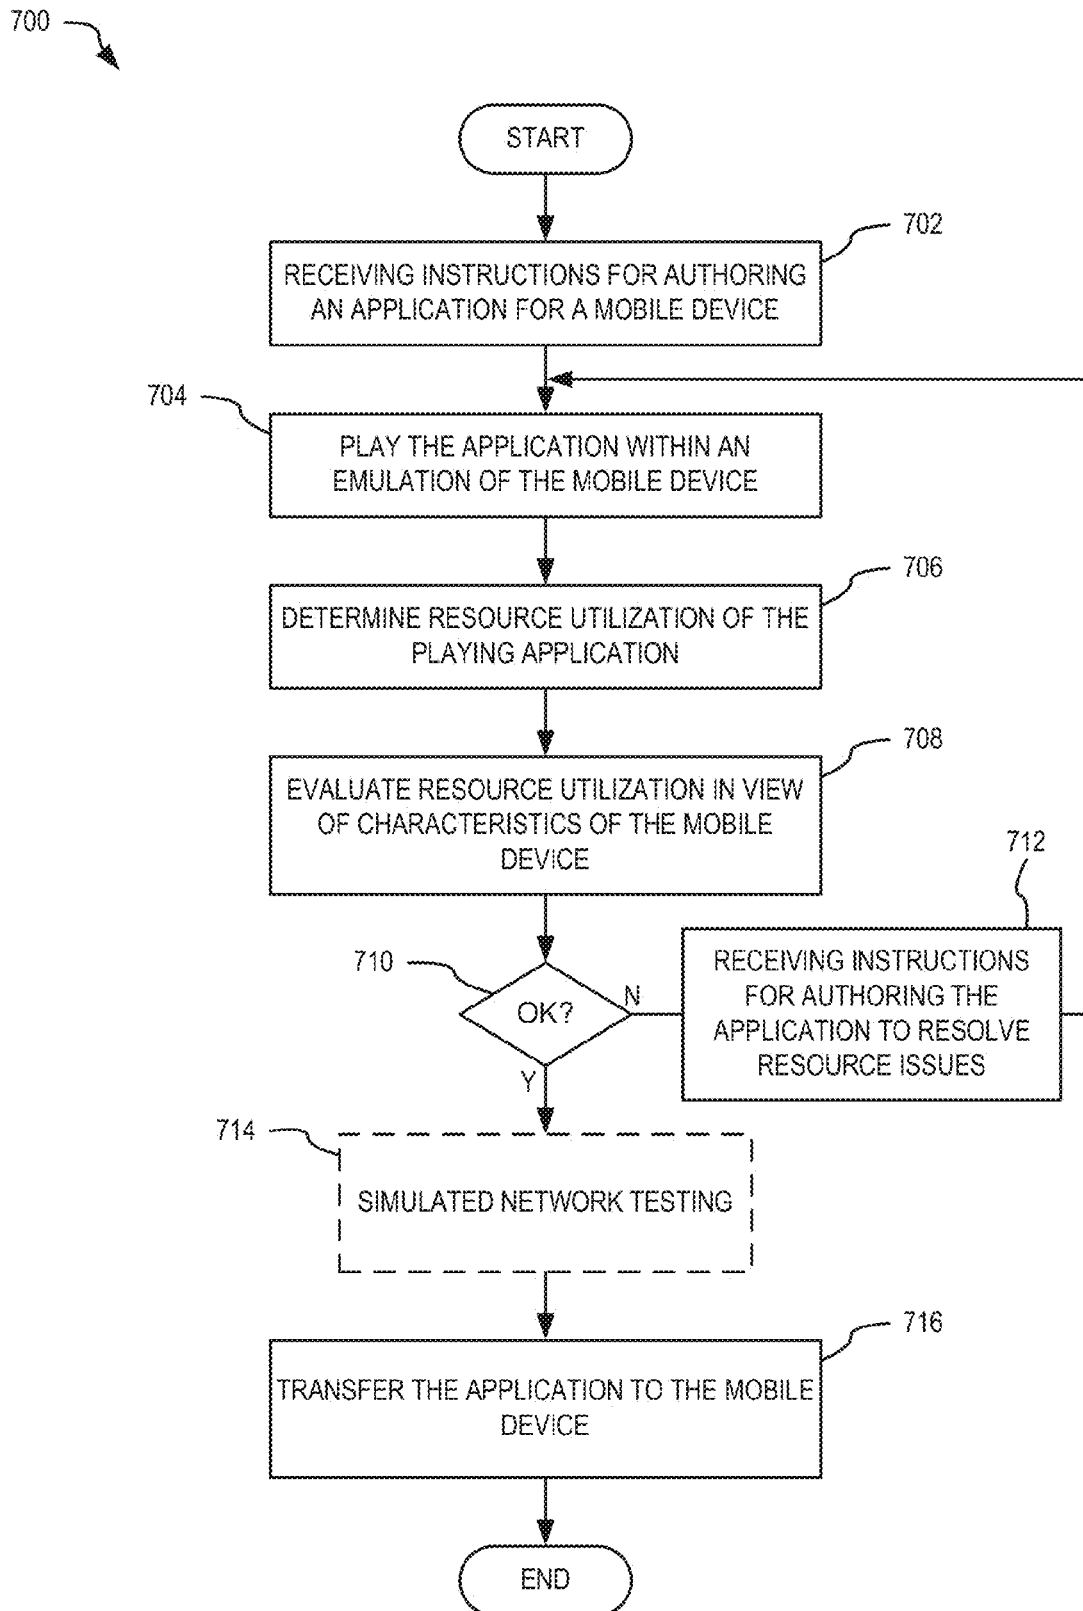 700
START
702
RECEIVING INSTRUCTIONS FOR AUTHORING
AN APPLICATION FOR A MOBILE DEVICE
704
PLAY THE APPLICATION WITHIN AN
EMULATION OF THE MOBILE DEVICE
706
DETERMINE RESOURCE UTILIZATION OF THE
PLAYING APPLICATION
708
EVALUATE RESOURCE UTILIZATION IN VIEW
OF CHARACTERISTICS OF THE MOBILE
DEVICE
710
OK?
N
712
RECEIVING INSTRUCTIONS
FOR AUTHORING THE
APPLICATION TO RESOLVE
RESOURCE ISSUES
Y
714
SIMULATED NETWORK TESTING
716
TRANSFER THE APPLICATION TO THE MOBILE
DEVICE
END